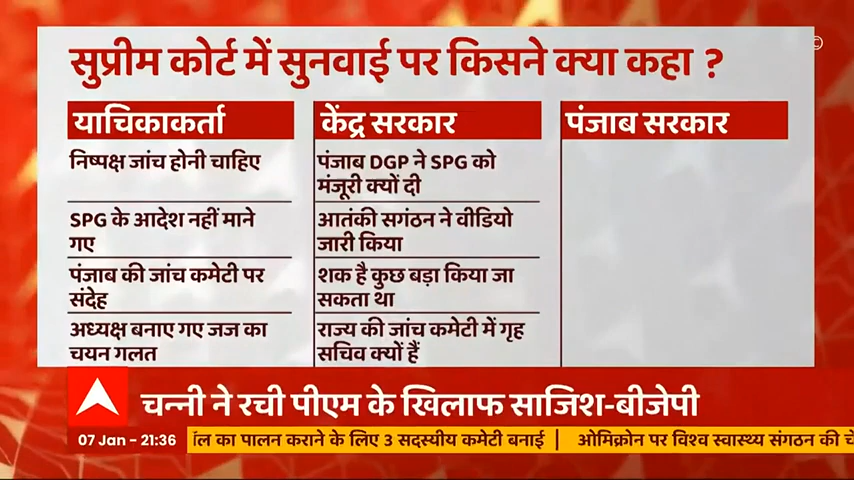 ©
सुप्रीम कोर्ट में सुनवाई पर किसने क्या कहा ?
याचिकाकर्ता
निष्पक्ष जांच होनी चाहिए
SPG के आदेश नहीं माने
गए
पंजाब की जांच कमेटी पर
संदेह
अध्यक्ष बनाए गए जज का
चयन गलत
केंद्र सरकार
पंजाब DGP ने SPG को
मंजूरी क्यों दी
आतंकी सगंठन ने वीडियो
जारी किया
शक है कुछ बड़ा किया जा
सकता था
राज्य की जांच कमेटी में गृह
सचिव क्यों हैं
पंजाब सरकार
चन्नी ने रची पीएम के खिलाफ साजिश-बीजेपी
07 Jan - 21:36
का पालन कराने के लिए 3 सदस्यीय कमेटी बनाई | ओमिक्रोन पर विश्व स्वास्थ्य संगठन की